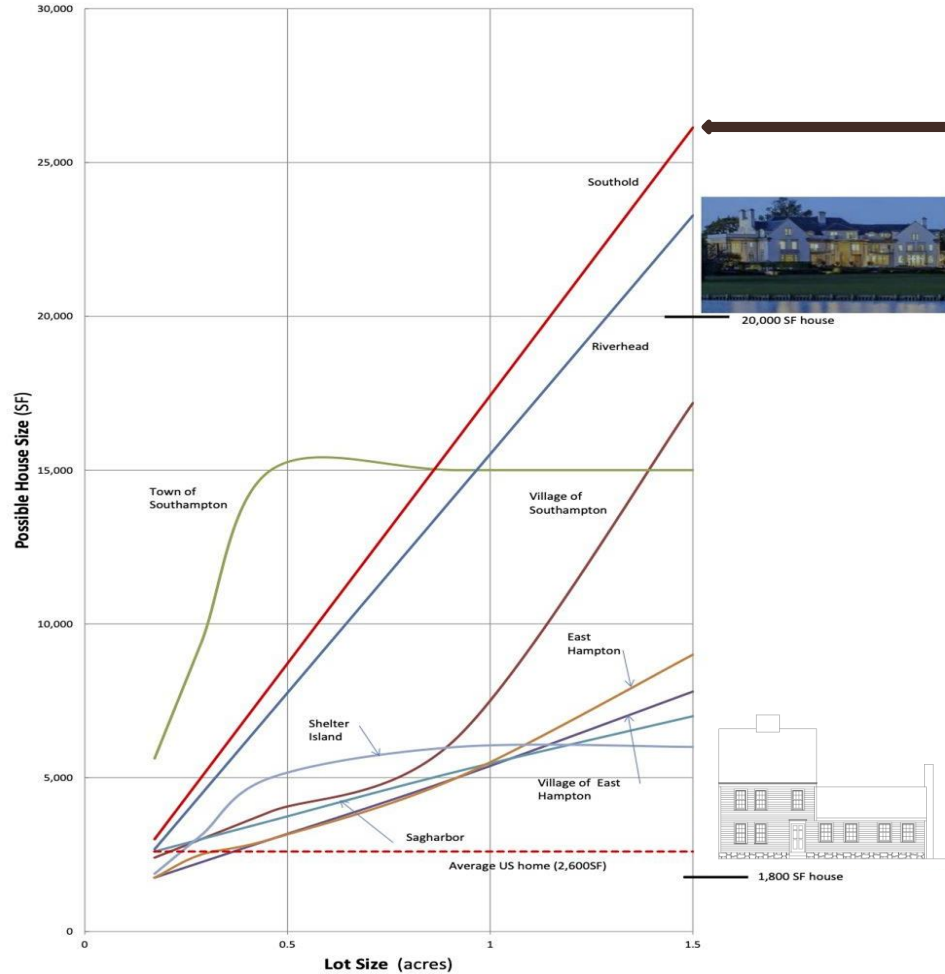 30,000
25,000
20,000
15,000
10,000
5,000
0
Possible House Size (SF)
Southold
20,000 SF house
Riverhead
Town of
Southampton
Village of
Southampton
East
Hampton
Shelter
Island
Village of East
Hampton
Sagharbor
Average US home (2,600SF)
1,800 SF house
0
0.5
1
1.5
Lot Size (acres)